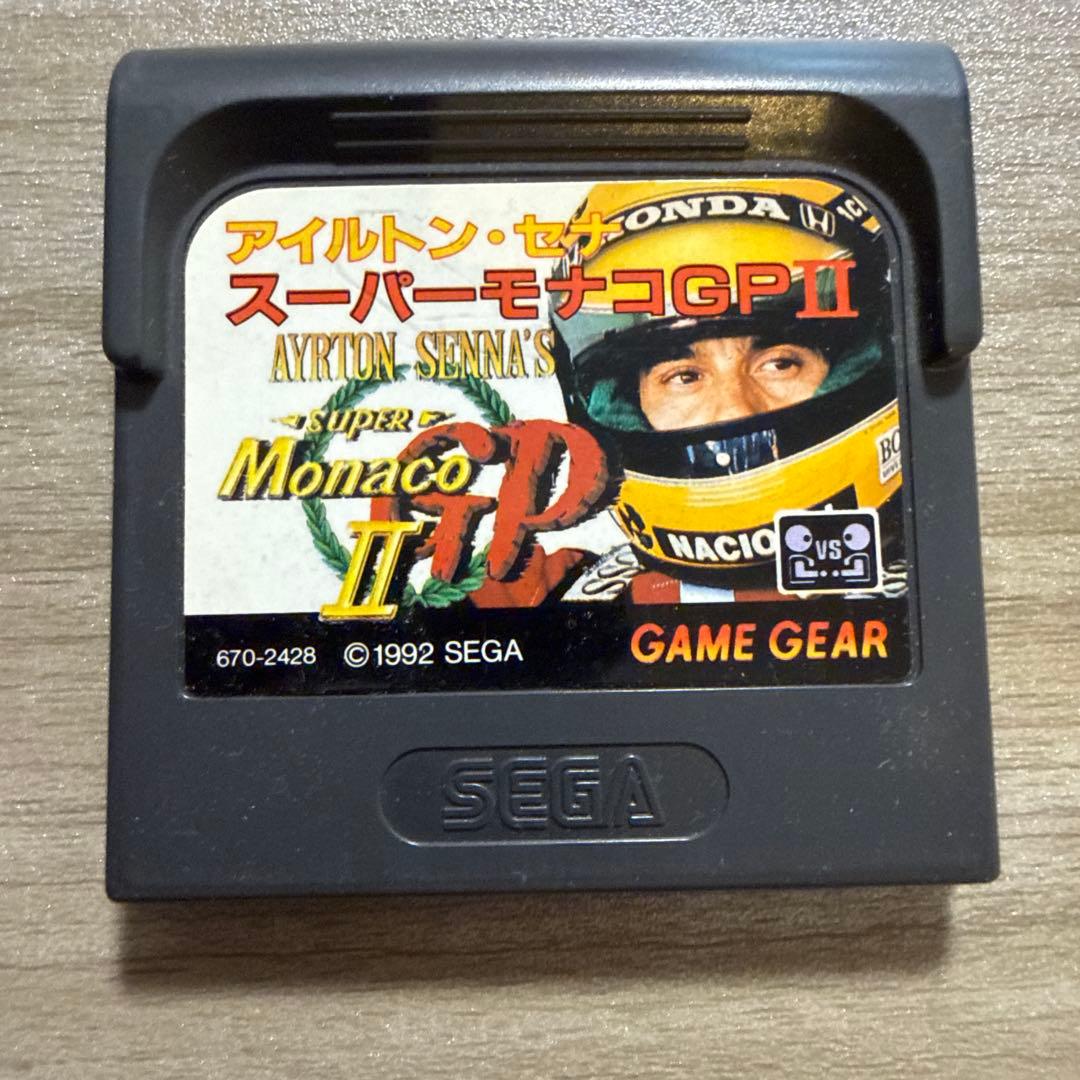 アイルトン・セナ
スーパーモナコGPII
AYRTON SENNA'S
SUPER
Monaco GP
II
HONDA
NACIO
VS
670-2428 ©1992 SEGA
GAME GEAR
SEGA